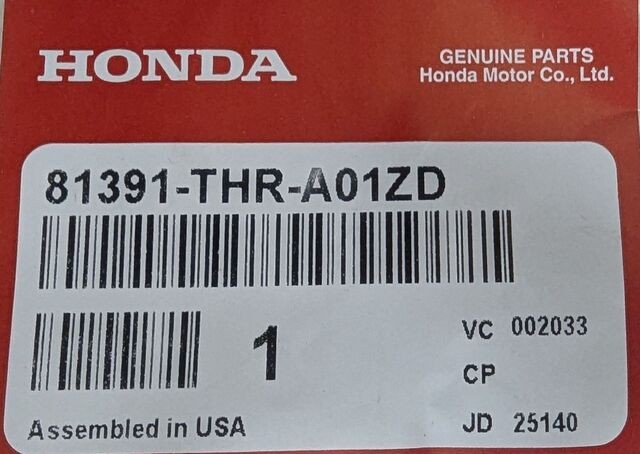 HONDA
GENUINE PARTS
Honda Motor Co., Ltd.
81391-THR-A01ZD
1
VC 002033
CP
Assembled in USA
JD 25140